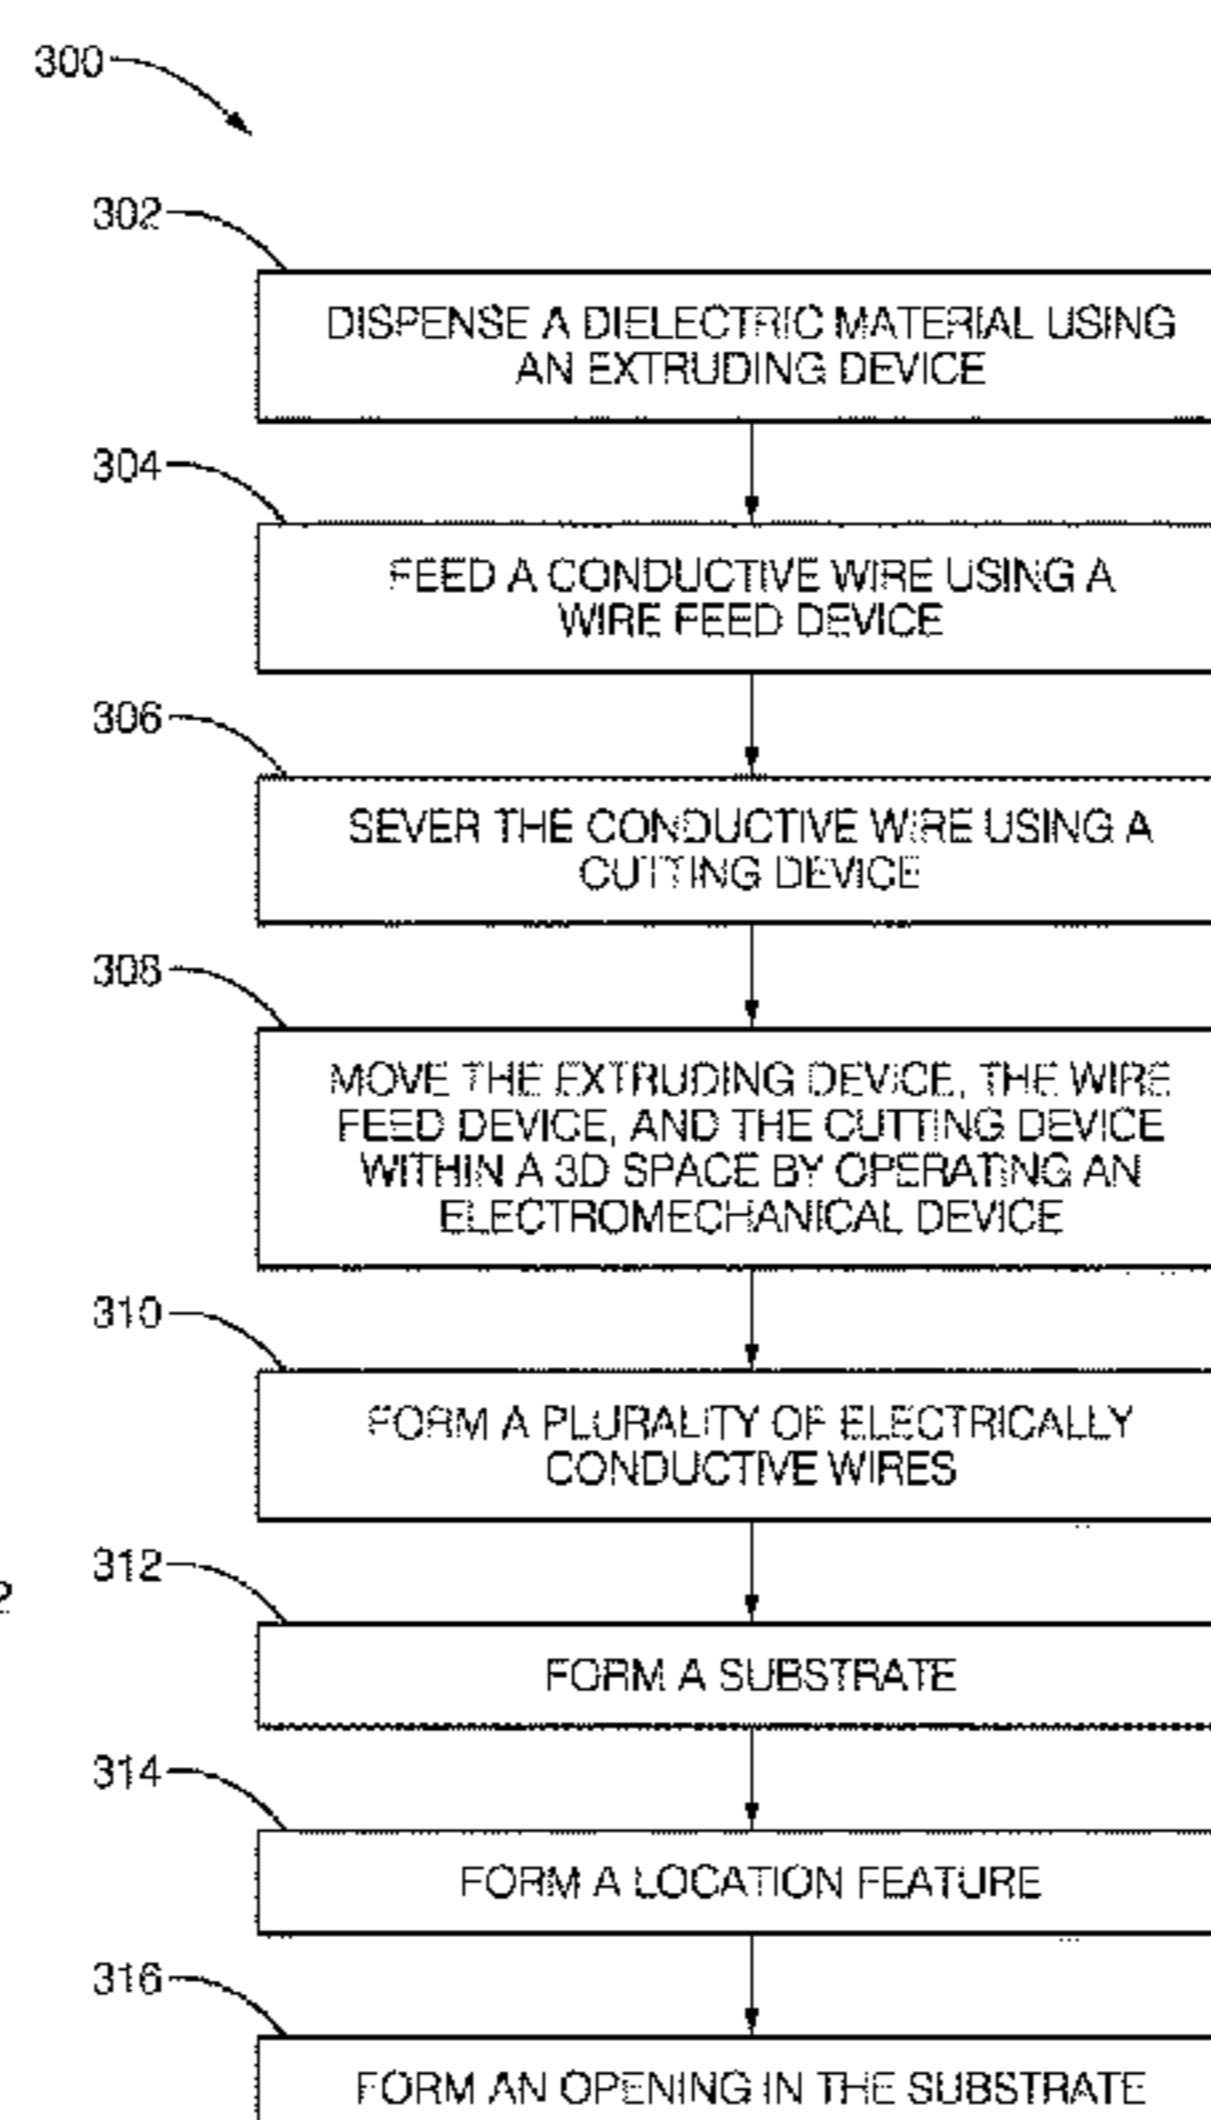 300
302
DISPENSE A DIELECTRIC MATERIAL USING
AN EXTRUDING DEVICE
304
FEED A CONDUCTIVE WIRE USING A
WIRE FEED DEVICE
306
SEVER THE CONDUCTIVE WIRE USING A
CUTTING DEVICE
308
MOVE THE EXTRUDING DEVICE, THE WIRE
FEED DEVICE, AND THE CUTTING DEVICE
WITHIN A 3D SPACE BY OPERATING AN
ELECTROMECHANICAL DEVICE
310
FORM A PLURALITY OF ELECTRICALLY
CONDUCTIVE WIRES
312
FORM A SUBSTRATE
314
FORM A LOCATION FEATURE
316
FORM AN OPENING IN THE SUBSTRATE